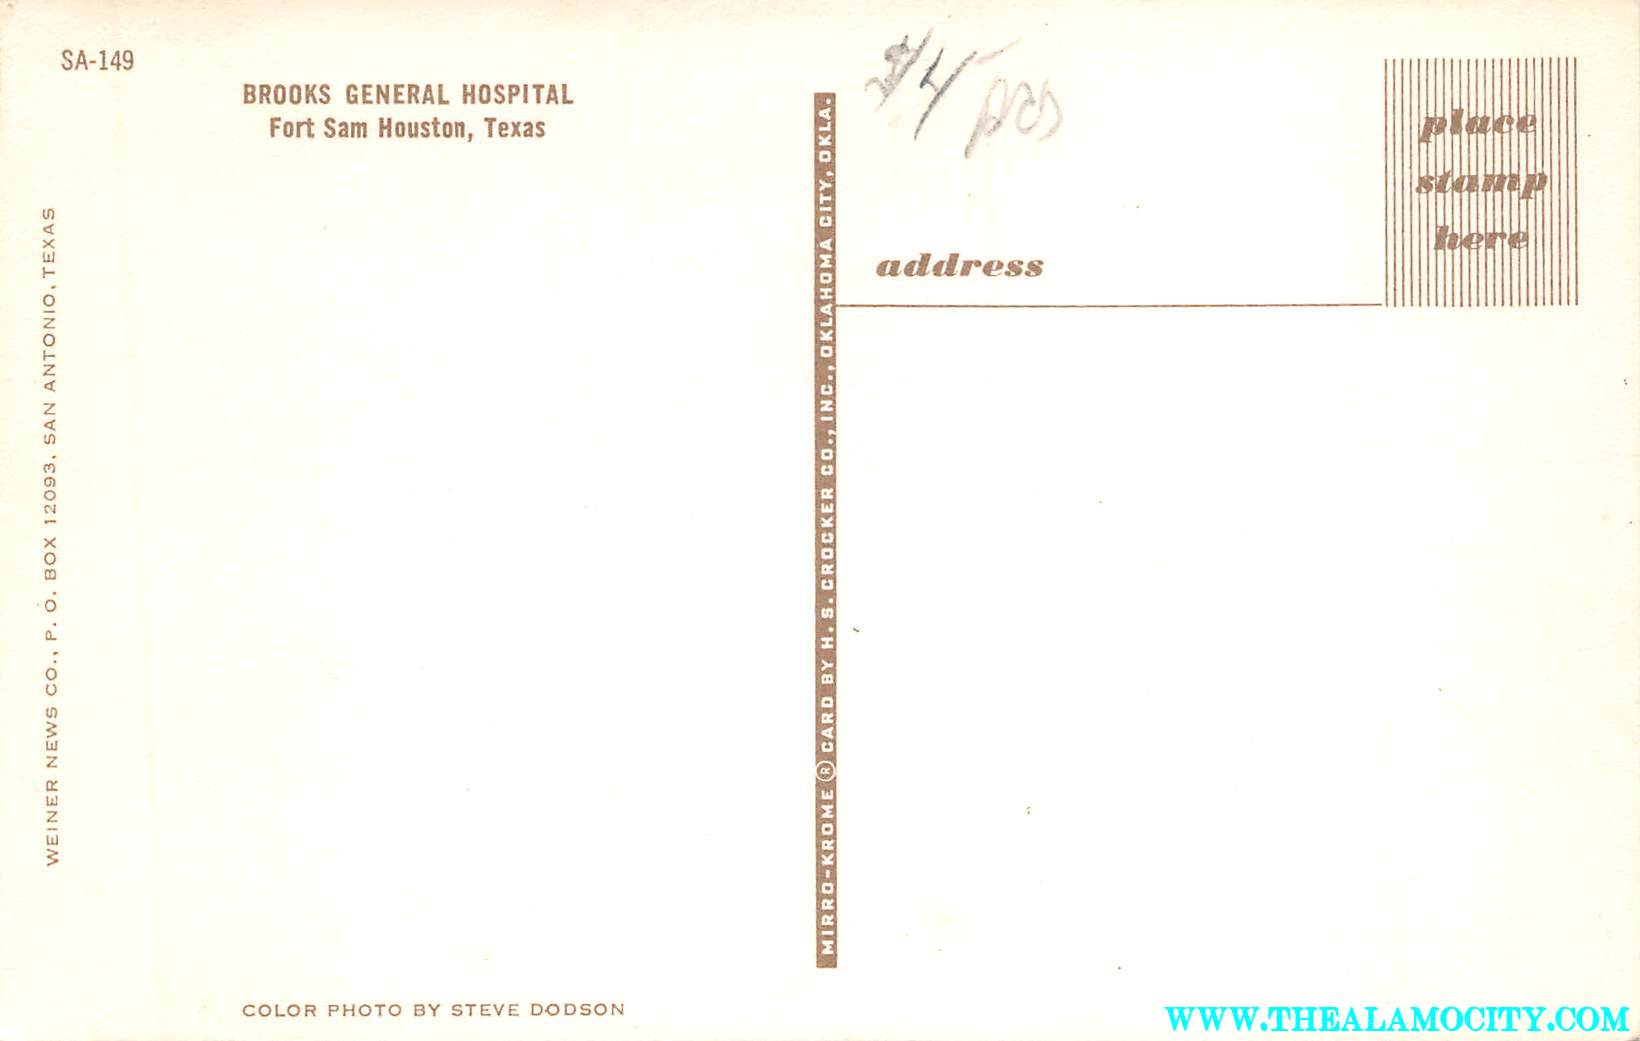 SA-149
BROOKS GENERAL HOSPITAL
Fort Sam Houston, Texas
WEINER NEWS CO., P. O. BOX 12093, SAN ANTONIO, TEXAS
COLOR PHOTO BY STEVE DODSON
MIRRO-KROME ® CARD BY H. S. CROCKER CO., INC., OKLAHOMA CITY, OKLA.
$4
address
place
stamp
here
WWW.THEALAMOCITY.COM